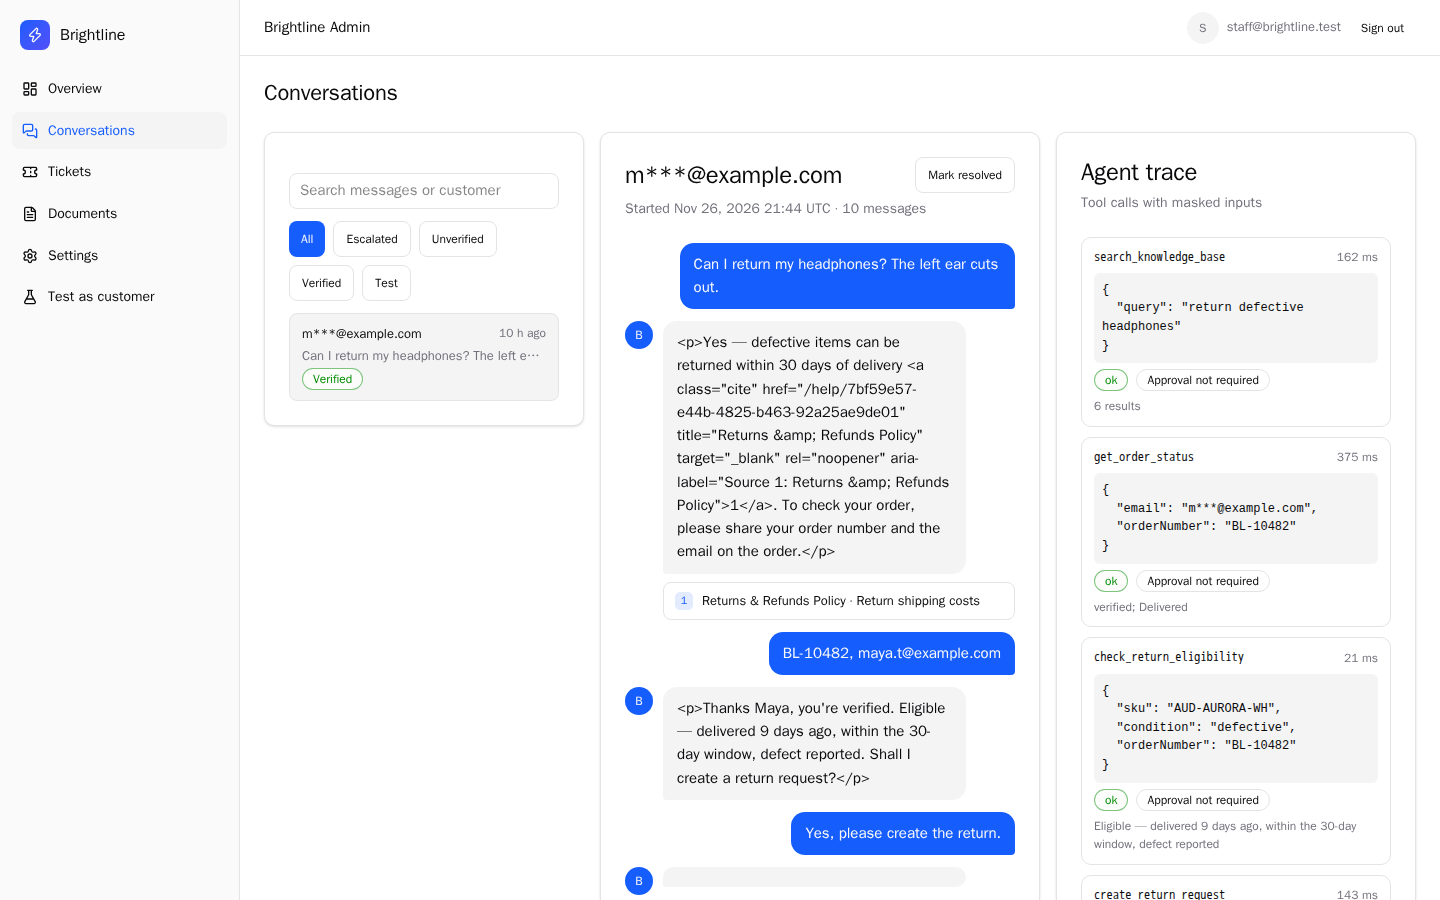 Brightline
Overview
Conversations
Tickets
Documents
Settings
Test as customer
Brightline Admin
S
staff@brightline.test
Sign out
Conversations
Search messages or customer
All
Escalated
Unverified
Verified
Test
m***@example.com
10 h ago
Can I return my headphones? The left e···
Verified
m***@example.com
Mark resolved
Started Nov 26, 2026 21:44 UTC · 10 messages
Can I return my headphones? The left ear cuts
out.
B
<p>Yes — defective items can be
returned within 30 days of delivery <a
class="cite" href="/help/7bf59e57-
e44b-4825-b463-92a25ae9de01"
title="Returns &amp; Refunds Policy"
target="_blank" rel="noopener" aria-
label="Source 1: Returns &amp; Refunds
Policy">1</a>. To check your order,
please share your order number and the
email on the order.</p>
1
Returns & Refunds Policy · Return shipping costs
BL-10482, maya.t@example.com
B
<p>Thanks Maya, you're verified. Eligible
— delivered 9 days ago, within the 30-
day window, defect reported. Shall I
create a return request?</p>
Yes, please create the return.
B
Agent trace
Tool calls with masked inputs
search_knowledge_base
162 ms
{
"query": "return defective
headphones"
}
ok
Approval not required
6 results
get_order_status
375 ms
{
"email": "m***@example.com",
"orderNumber": "BL-10482"
}
ok
Approval not required
verified; Delivered
check_return_eligibility
21 ms
{
"sku": "AUD-AURORA-WH",
"condition": "defective",
"orderNumber": "BL-10482"
}
ok
Approval not required
Eligible — delivered 9 days ago, within the 30-day
window, defect reported
create_return_request
143 ms